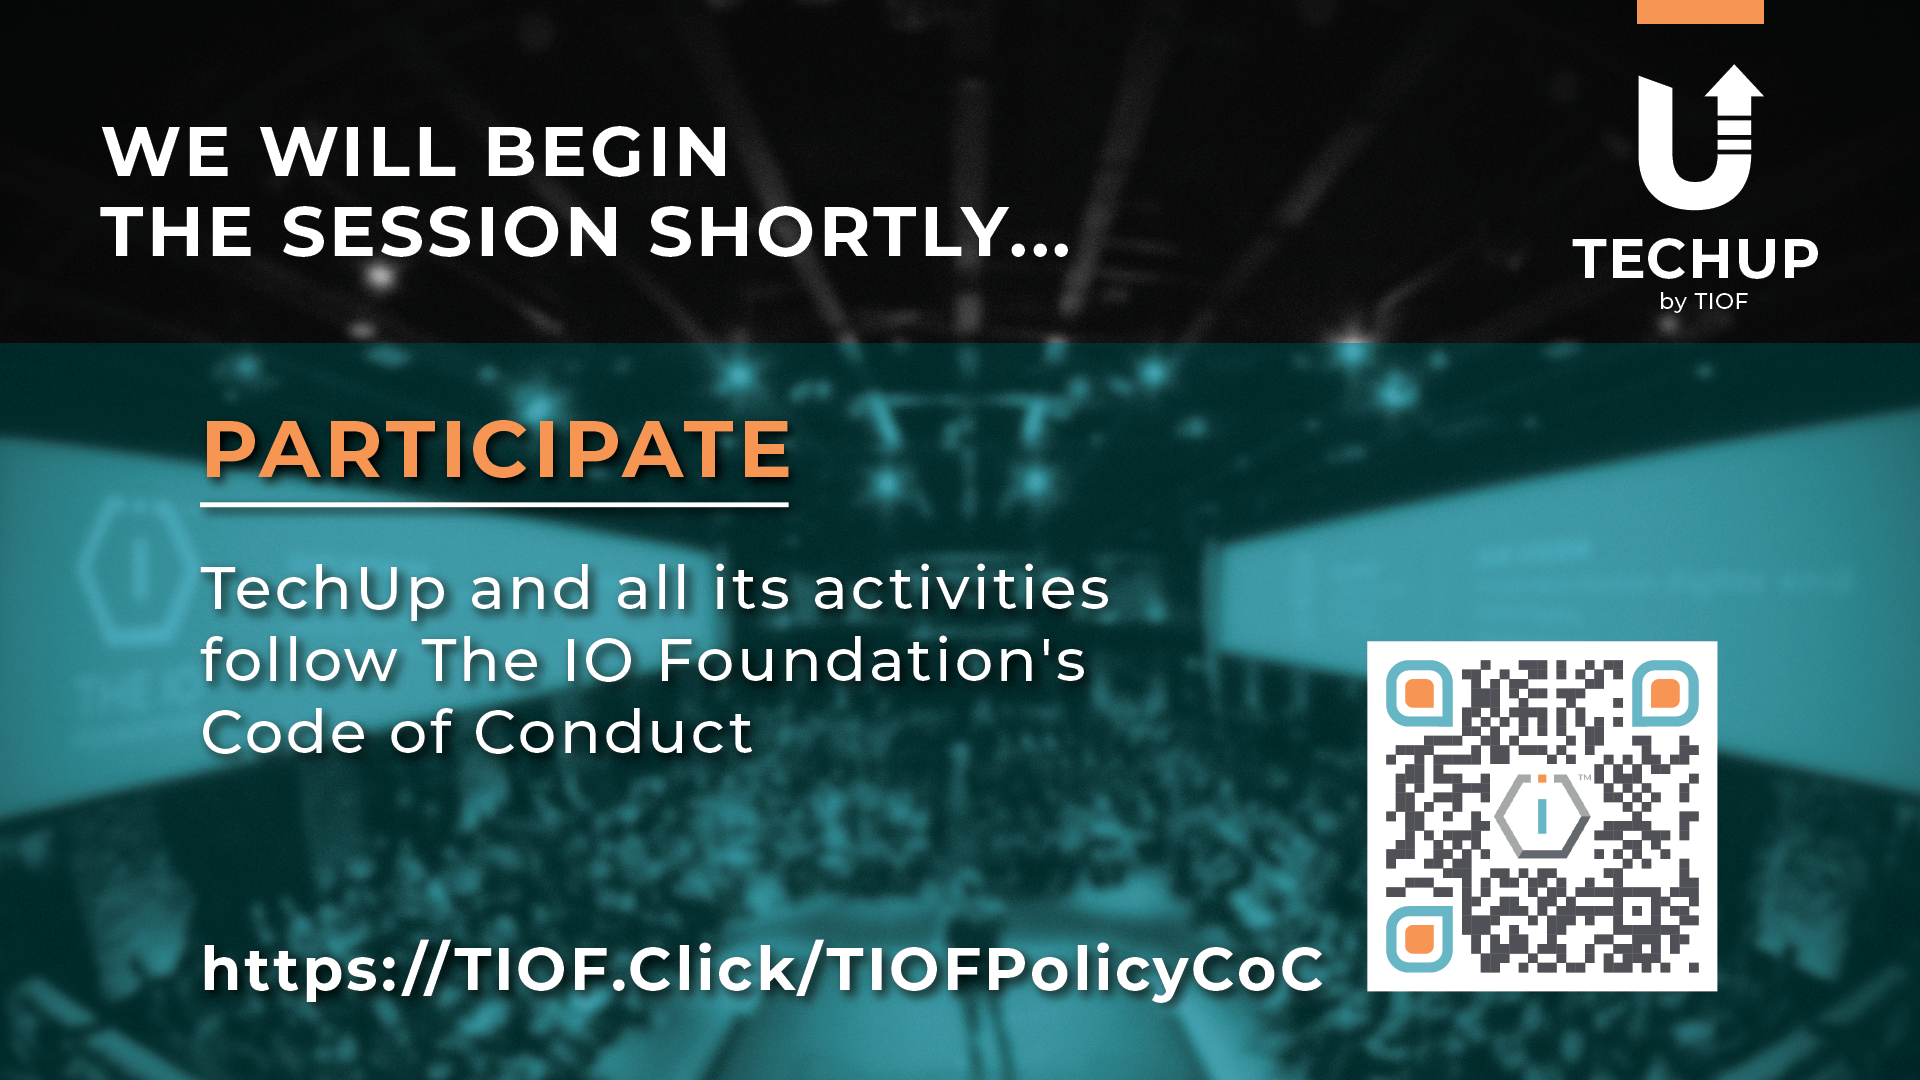 WE WILL BEGIN
THE SESSION SHORTLY...
TECHUP
by TIOF
PARTICIPATE
TechUp and all its activities
follow The IO Foundation's
Code of Conduct
https://TIOF.Click/TIOFPolicyCoC
TM